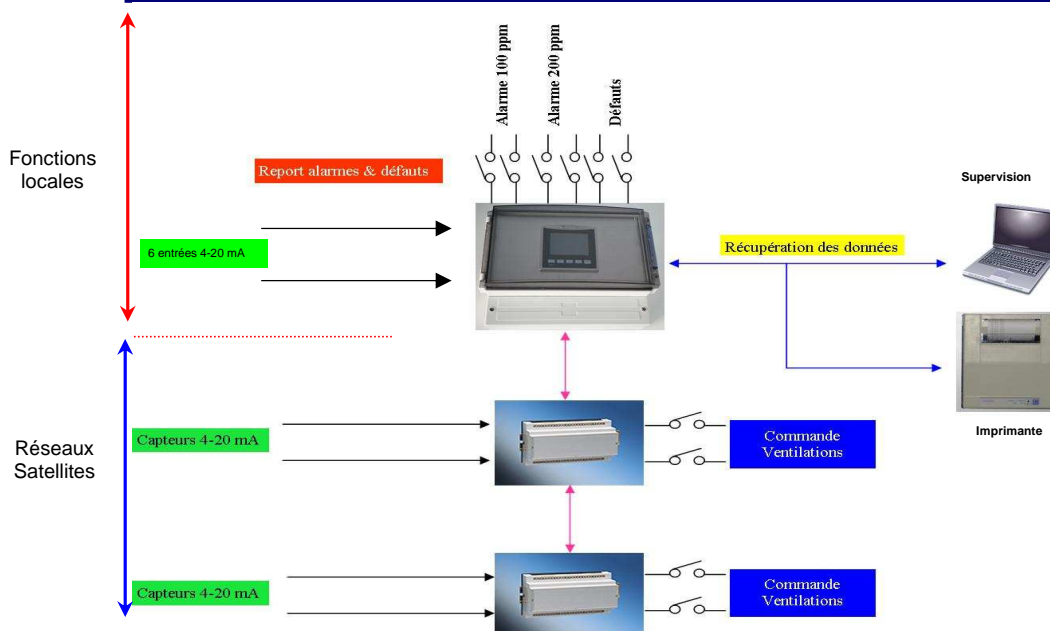 Alarme 100 ppm
Alarme 200 ppm
Défauts
Fonctions
locales
Report alarmes & défauts
Supervision
6 entrées 4-20 mA
Récupération des données
Imprimante
Réseaux
Satellites
Capteurs 4-20 mA
Commande
Ventilations
Capteurs 4-20 mA
Commande
Ventilations